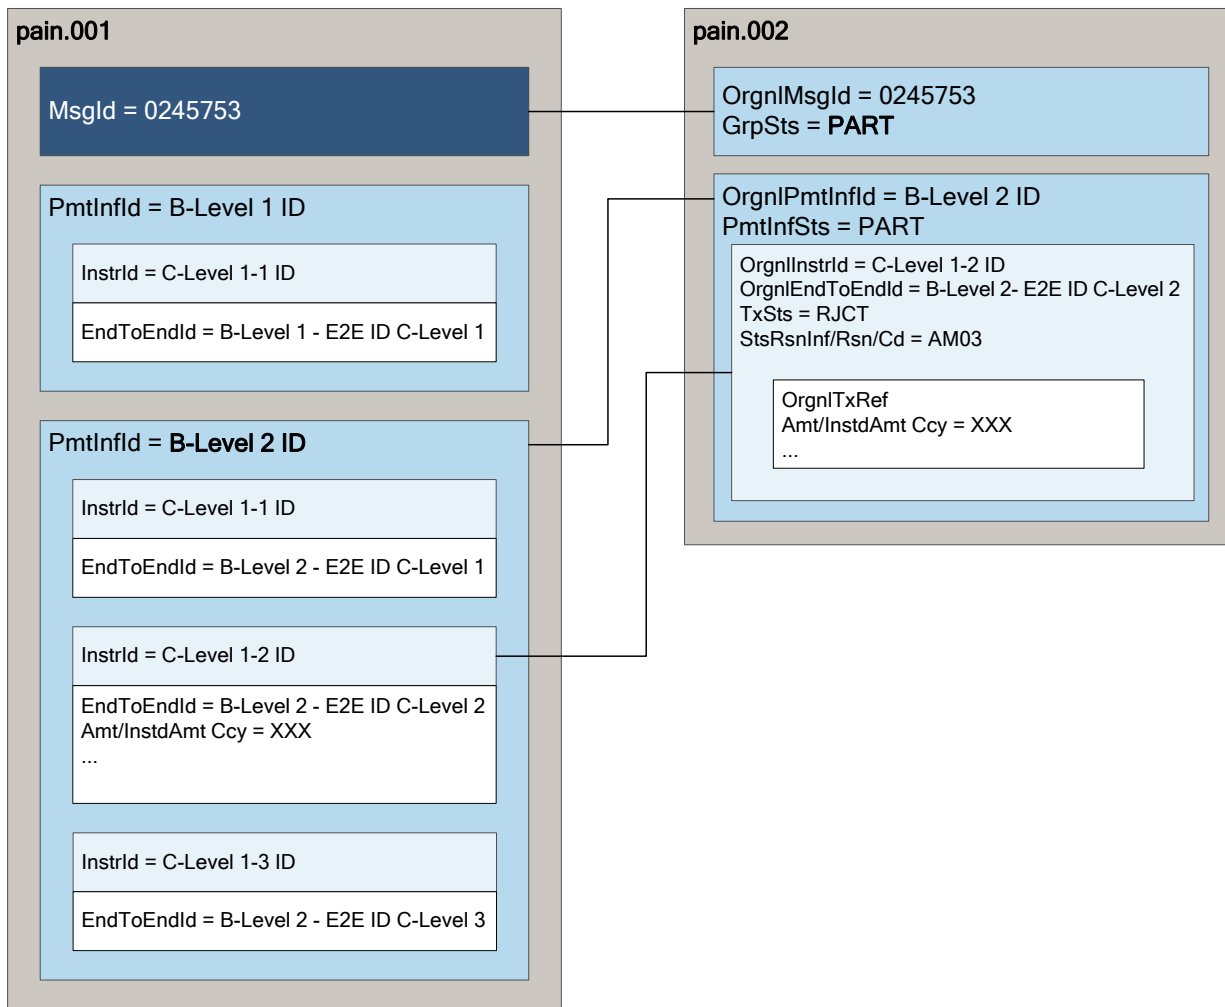 pain.001
MsgId = 0245753
PmtInfId = B-Level 1 ID
InstrId = C-Level 1-1 ID
EndToEndId = B-Level 1 - E2E ID C-Level 1
PmtInfId = B-Level 2 ID
InstrId = C-Level 1-1 ID
EndToEndId = B-Level 2 - E2E ID C-Level 1
InstrId = C-Level 1-2 ID
EndToEndId = B-Level 2 - E2E ID C-Level 2
Amt/InstdAmt Ccy = XXX
...
InstrId = C-Level 1-3 ID
EndToEndId = B-Level 2 - E2E ID C-Level 3
pain.002
OrgnlMsgId = 0245753
GrpSts = PART
OrgnlPmtInfId = B-Level 2 ID
PmtInfSts = PART
OrgnlInstrId = C-Level 1-2 ID
OrgnlEndToEndId = B-Level 2- E2E ID C-Level 2
TxSts = RJCT
StsRsnInf/Rsn/Cd = AM03
OrgnlTxRef
Amt/InstdAmt Ccy = XXX
...